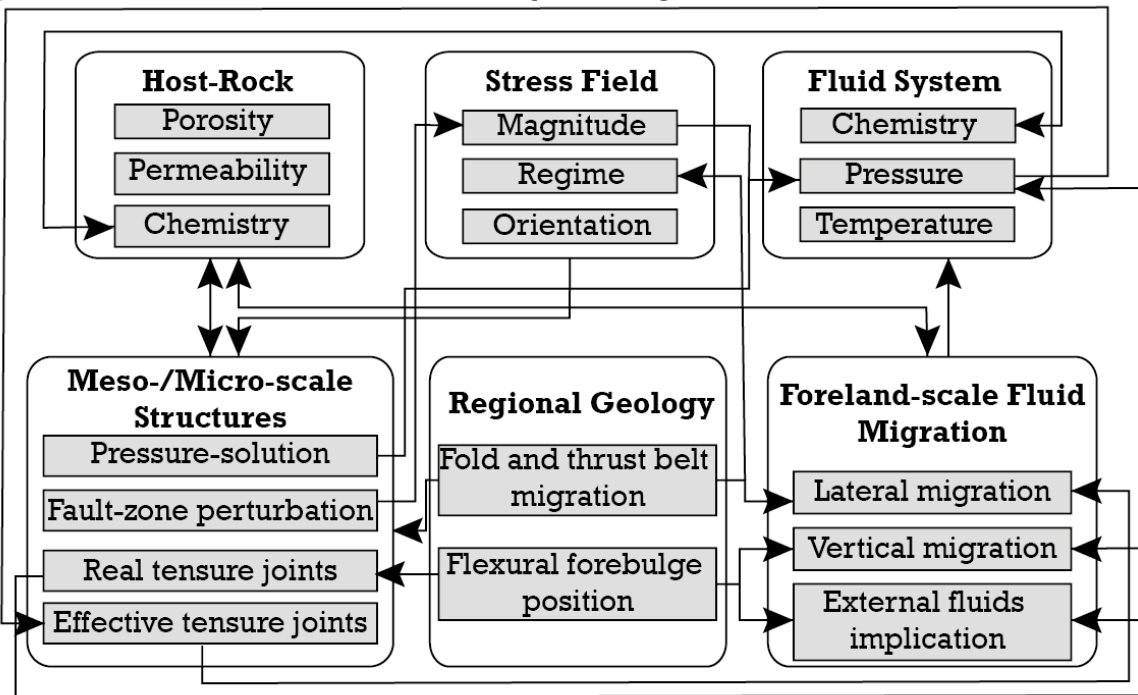 Host-Rock
Porosity
Permeability
Chemistry
Stress Field
Magnitude
Regime
Orientation
Fluid System
Chemistry
Pressure
Temperature
Meso-/Micro-scale
Structures
Pressure-solution
Fault-zone perturbation
Real tensure joints
Effective tensure joints
Regional Geology
Fold and thrust belt
migration
Flexural forebulge
position
Foreland-scale Fluid
Migration
Lateral migration
Vertical migration
External fluids
implication